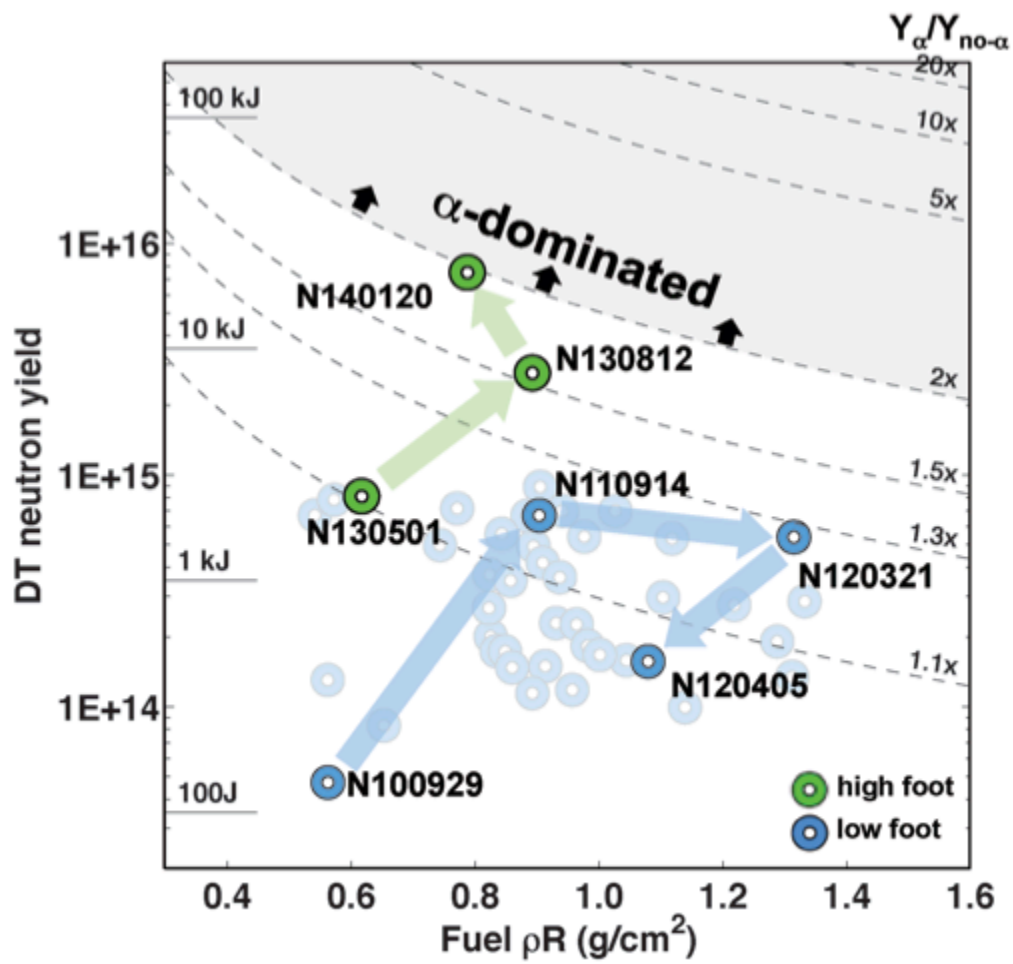 Yα/Yno-α
20x
100 kJ
10x
5x
α-dominated
1E+16
N140120
10 kJ
N130812
2x
1.5x
1E+15
N110914
N130501
1.3x
1 kJ
N120321
1.1x
N120405
1E+14
N100929
100J
high foot
low foot
0.4 0.6 0.8 1.0 1.2 1.4 1.6
Fuel ρR (g/cm²)
DT neutron yield